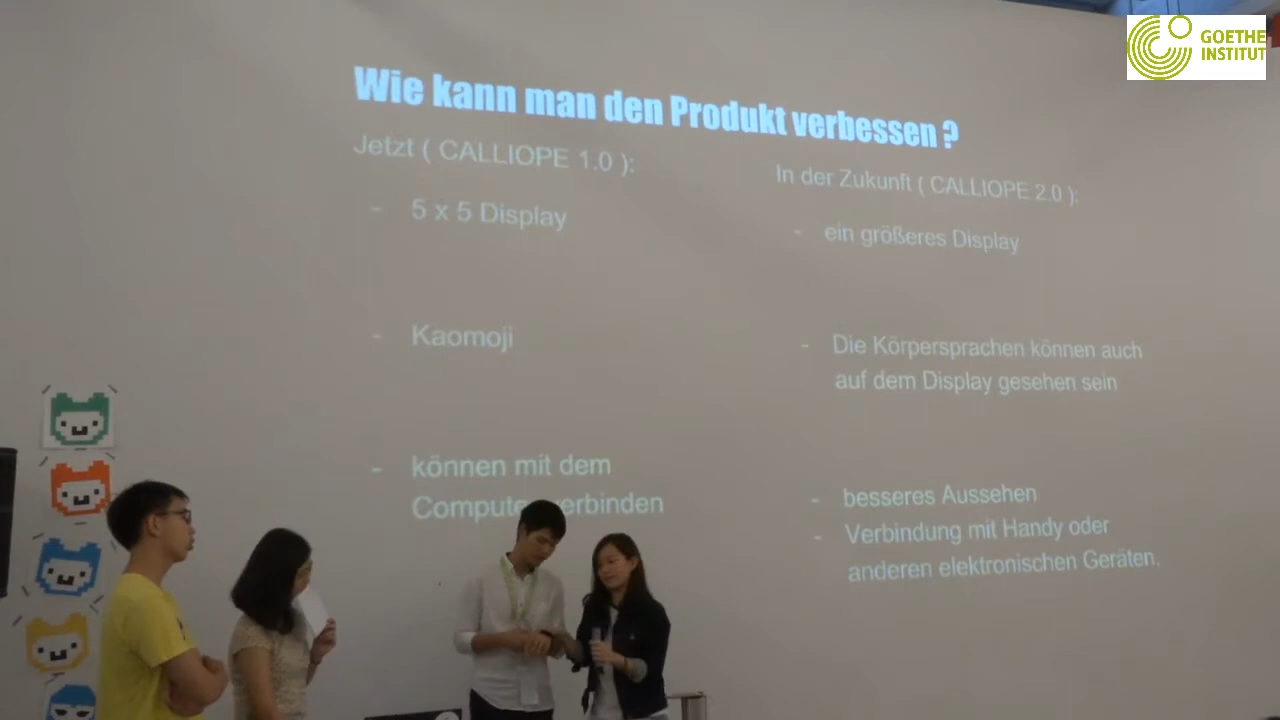 GOETHE
INSTITUT
Wie kann man den Produkt verbessen ?
Jetzt ( CALLIOPE 1.0 ):
- 5 x 5 Display
- Kaomoji
- können mit dem
Computer verbinden
In der Zukunft ( CALLIOPE 2.0 ):
- ein größeres Display
- Die Körpersprachen können auch
auf dem Display gesehen sein
- besseres Aussehen
- Verbindung mit Handy oder
anderen elektronischen Geräten.